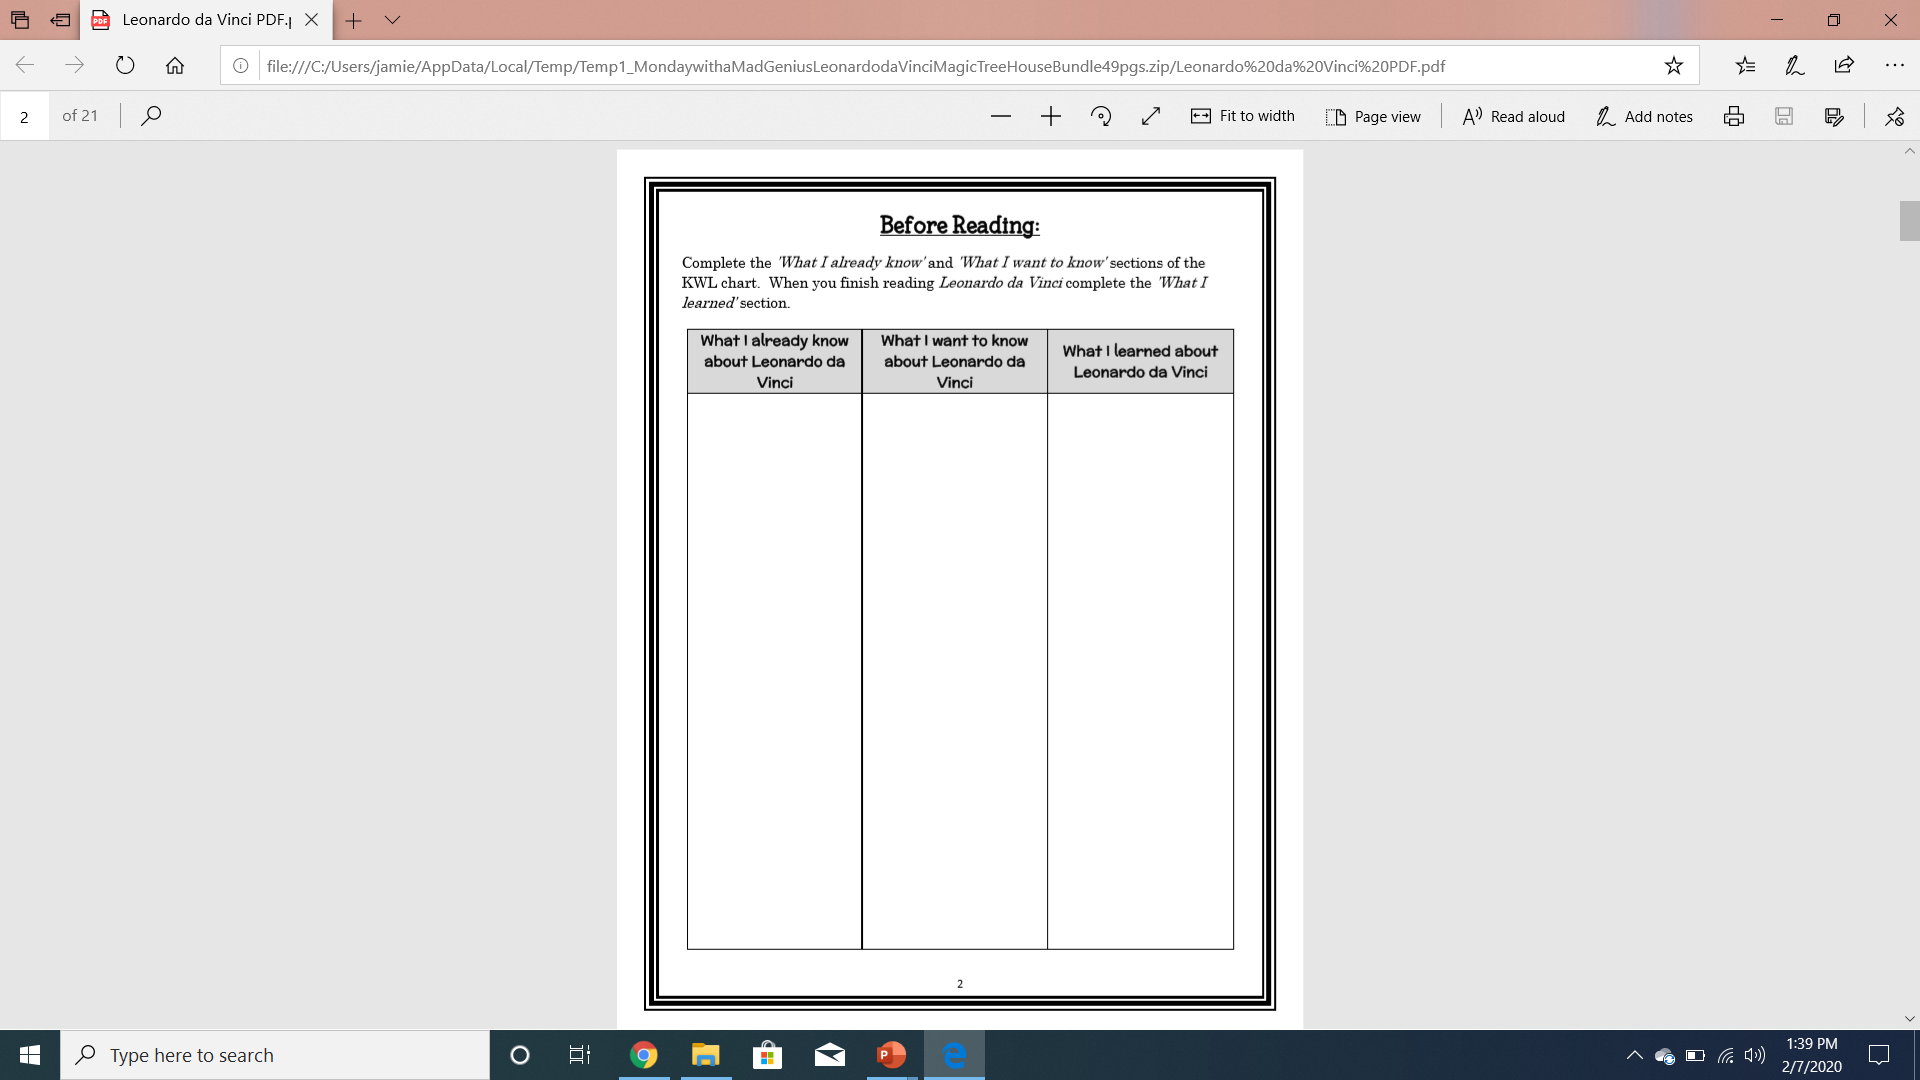 Leonardo da Vinci PDF.p
file:///C:/Users/jamie/AppData/Local/Temp/Temp1_MondaywithaMadGeniusLeonardodaVinciMagicTreeHouseBundle49pgs.zip/Leonardo%20da%20Vinci%20PDF.pdf
2 of 21 Fit to width Page view Read aloud Add notes
Before Reading:
Complete the 'What I already know' and 'What I want to know' sections of the
KWL chart. When you finish reading Leonardo da Vinci complete the 'What I
learned' section.
What I already know
about Leonardo da
Vinci
What I want to know
about Leonardo da
Vinci
What I learned about
Leonardo da Vinci
2
Type here to search
1:39 PM
2/7/2020